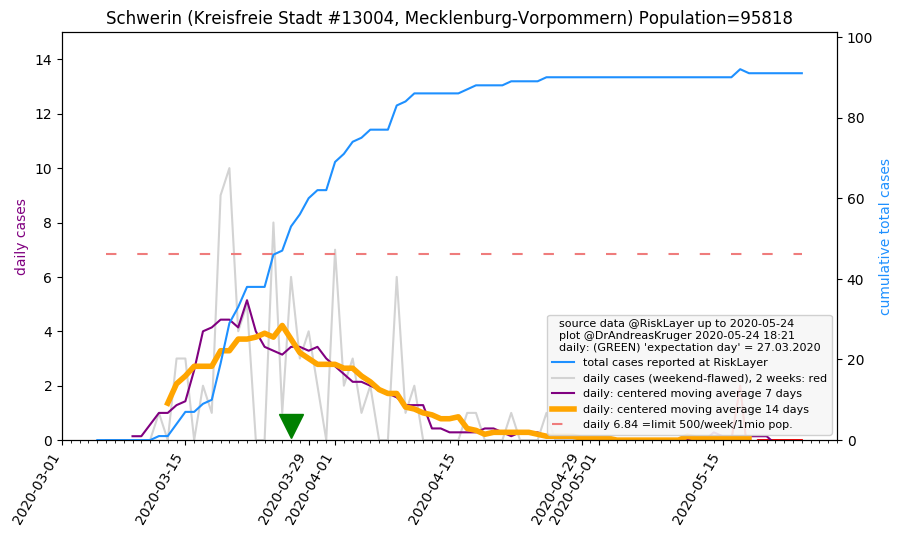 Schwerin (Kreisfreie Stadt #13004, Mecklenburg-Vorpommern) Population=95818
14
12
10
8
6
4
2
0
daily cases
100
80
60
40
20
0
cumulative total cases
source data @RiskLayer up to 2020-05-24
plot @DrAndreasKruger 2020-05-24 18:21
daily: (GREEN) 'expectation day' = 27.03.2020
total cases reported at RiskLayer
daily cases (weekend-flawed), 2 weeks: red
daily: centered moving average 7 days
daily: centered moving average 14 days
daily 6.84 =limit 500/week/1mio pop.
2020-03-01
2020-03-15
2020-03-29
2020-04-01
2020-04-15
2020-04-29
2020-05-01
2020-05-15